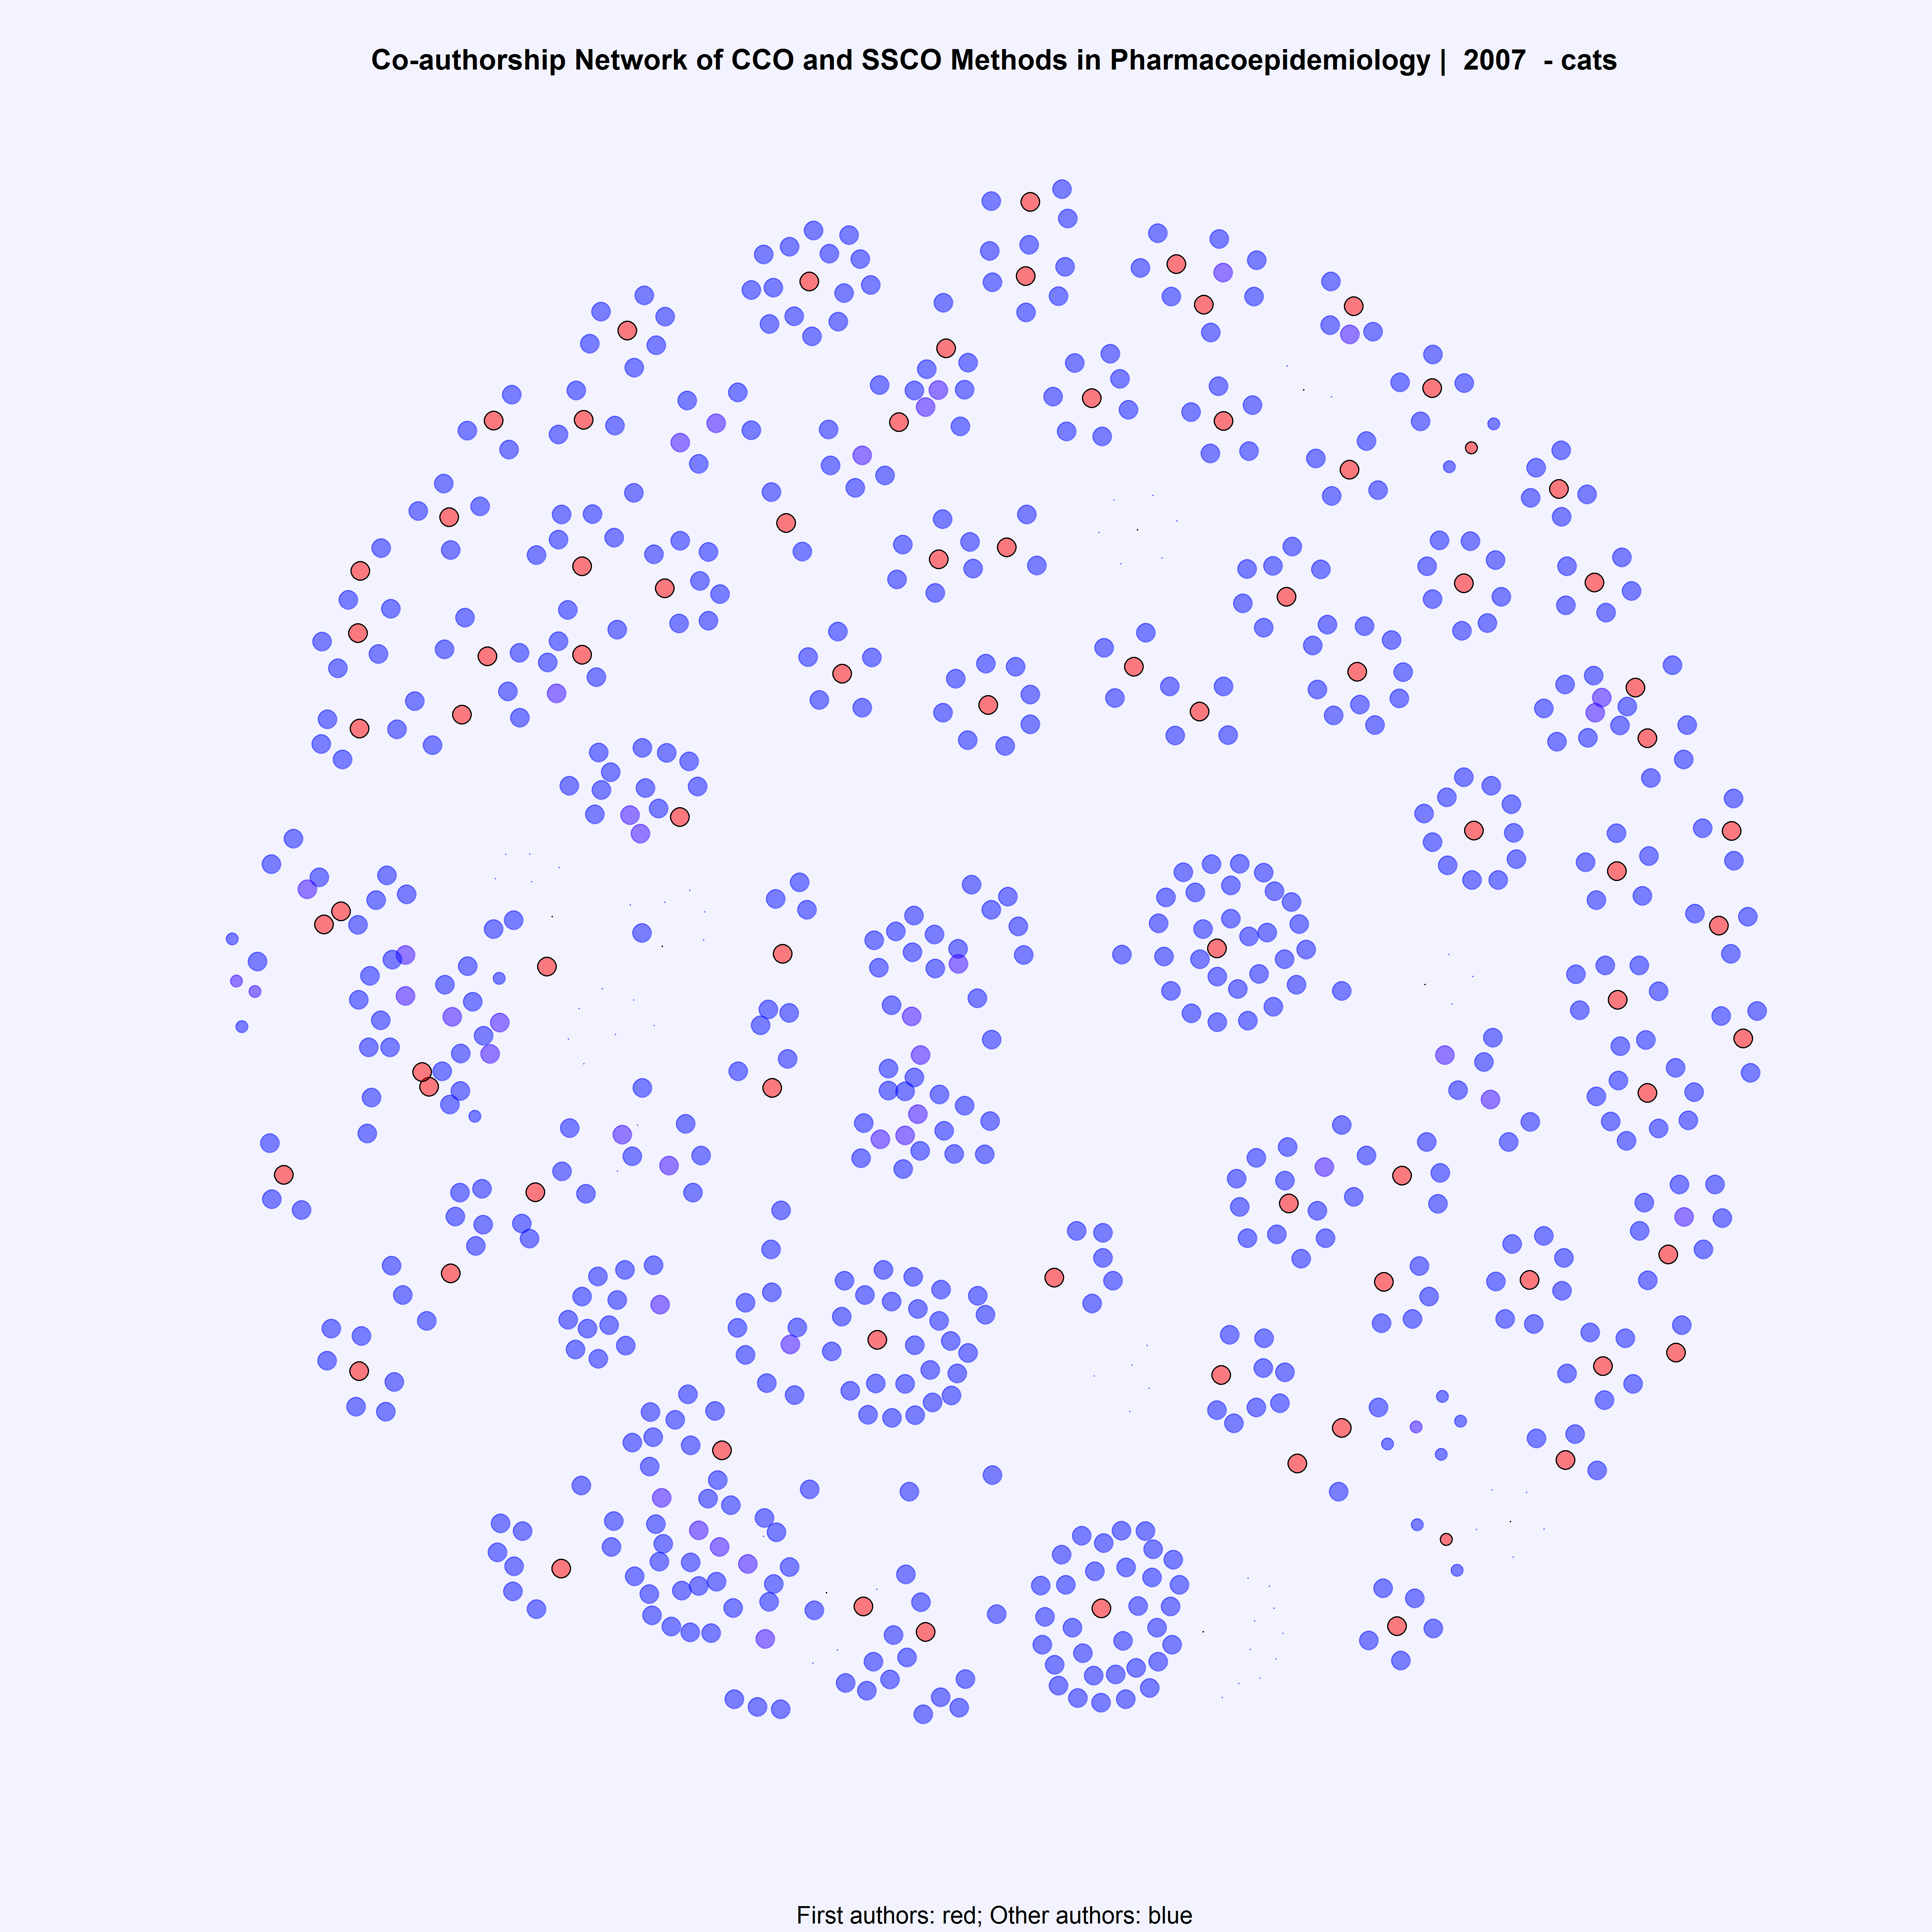 Co-authorship Network of CCO and SSCO Methods in Pharmacoepidemiology | 2007 - cats
First authors: red; Other authors: blue